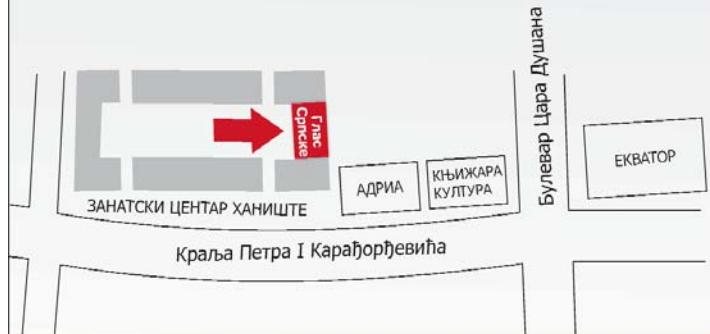 Глас
Српске
ЗАНАТСКИ ЦЕНТАР ХАНИШТЕ
АДРИА
КЊИЖАРА
КУЛТУРА
Булевар Цара Душана
ЕКВАТОР
Краља Петра I Карађорђевића